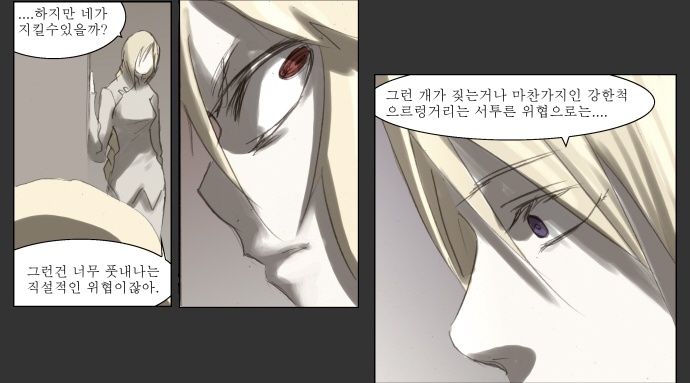 ....하지만 네가
지킬수있을까?
그런건 너무 풋내나는
직설적인 위협이잖아.
그런 개가 짖는거나 마찬가지인 강한척
으르렁거리는 서투른 위협으로는....